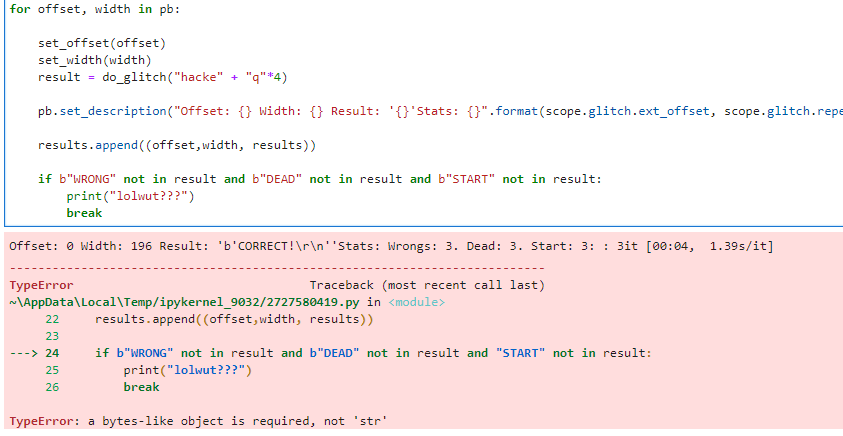 for offset, width in pb:
set_offset(offset)
set_width(width)
result = do_glitch("hacke" + "q"*4)
pb.set_description("Offset: {} Width: {} Result: '{}'Stats: {}".format(scope.glitch.ext_offset, scope.glitch.repe
results.append((offset,width, results))
if b"WRONG" not in result and b"DEAD" not in result and b"START" not in result:
print("lolwut???")
break
Offset: 0 Width: 196 Result: 'b'CORRECT!\r\n''Stats: Wrongs: 3. Dead: 3. Start: 3: : 3it [00:04,  1.39s/it]
---------------------------------------------------------------------------
TypeError                                 Traceback (most recent call last)
~\AppData\Local\Temp/ipykernel_9032/2727580419.py in <module>
22     results.append((offset,width, results))
23
---> 24     if b"WRONG" not in result and b"DEAD" not in result and "START" not in result:
25         print("lolwut???")
26         break
TypeError: a bytes-like object is required, not 'str'